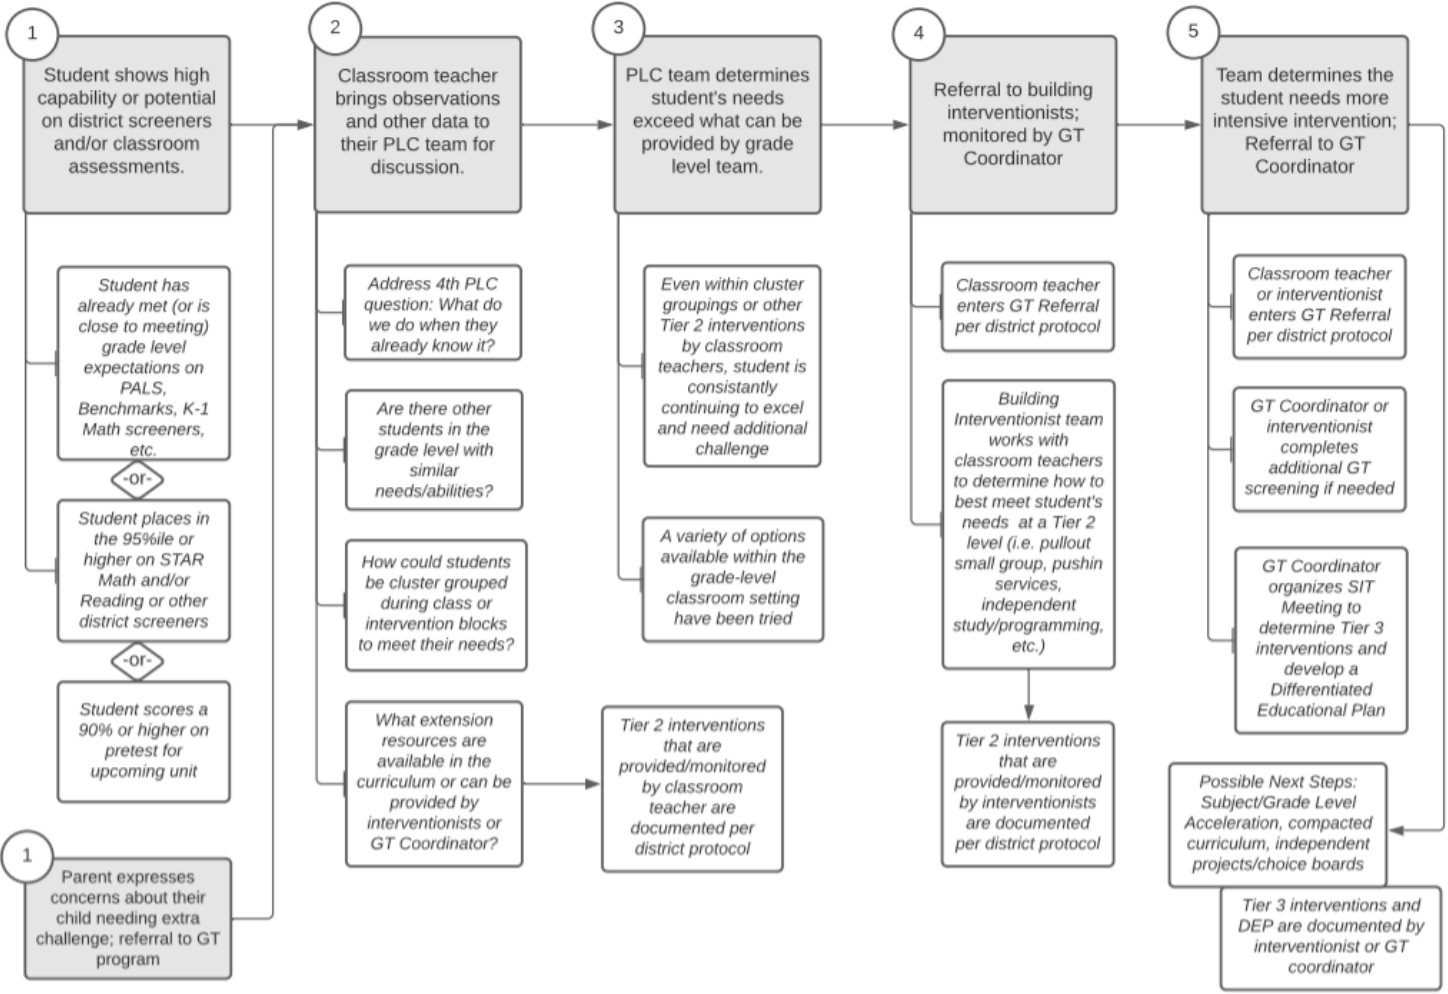 1
Student shows high
capability or potential
on district screeners
and/or classroom
assessments.
Student has
already met (or is
close to meeting)
grade level
expectations on
PALS,
Benchmarks, K-1
Math screeners,
etc.
-or-
Student places in
the 95%ile or
higher on STAR
Math and/or
Reading or other
district screeners
-or-
Student scores a
90% or higher on
pretest for
upcoming unit
1
Parent expresses
concerns about their
child needing extra
challenge; referral to GT
program
2
Classroom teacher
brings observations
and other data to
their PLC team for
discussion.
Address 4th PLC
question: What do
we do when they
already know it?
Are there other
students in the
grade level with
similar
needs/abilities?
How could students
be cluster grouped
during class or
intervention blocks
to meet their needs?
What extension
resources are
available in the
curriculum or can be
provided by
interventionists or
GT Coordinator?
3
PLC team determines
student's needs
exceed what can be
provided by grade
level team.
Even within cluster
groupings or other
Tier 2 interventions
by classroom
teachers, student is
consistantly
continuing to excel
and need additional
challenge
A variety of options
available within the
grade-level
classroom setting
have been tried
Tier 2 interventions
that are
provided/monitored
by classroom
teacher are
documented per
district protocol
4
Referral to building
interventionists;
monitored by GT
Coordinator
Classroom teacher
enters GT Referral
per district protocol
Building
Interventionist team
works with
classroom teachers
to determine how to
best meet student's
needs at a Tier 2
level (i.e. pullout
small group, pushin
services,
independent
study/programming,
etc.)
Tier 2 interventions
that are
provided/monitored
by interventionists
are documented
per district protocol
5
Team determines the
student needs more
intensive intervention;
Referral to GT
Coordinator
Classroom teacher
or interventionist
enters GT Referral
per district protocol
GT Coordinator or
interventionist
completes
additional GT
screening if needed
GT Coordinator
organizes SIT
Meeting to
determine Tier 3
interventions and
develop a
Differentiated
Educational Plan
Possible Next Steps:
Subject/Grade Level
Acceleration, compacted
curriculum, independent
projects/choice boards
Tier 3 interventions and
DEP are documented by
interventionist or GT
coordinator